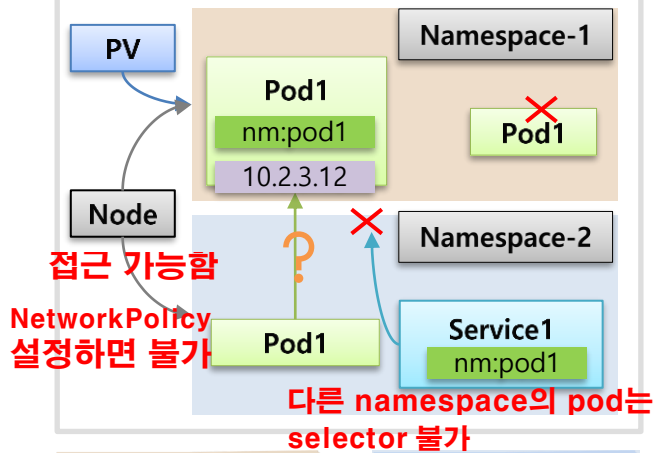 PV
Namespace-1
Pod1
nm:pod1
10.2.3.12
Pod1
Node
Namespace-2
?
접근 가능함
NetworkPolicy
설정하면 불가
Pod1
Service1
nm:pod1
다른 namespace의 pod는
selector 불가